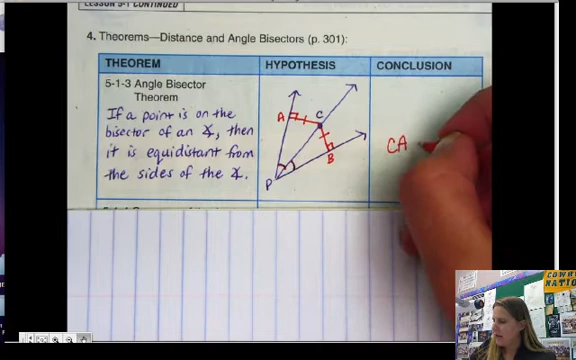 LESSON 5-1 CONTINUED
4. Theorems—Distance and Angle Bisectors (p. 301):
THEOREM HYPOTHESIS CONCLUSION
5-1-3 Angle Bisector
Theorem
If a point is on the
bisector of an ∡, then
it is equidistant from
the sides of the ∡.
A C
B
P
CA
COWBOY
NATION